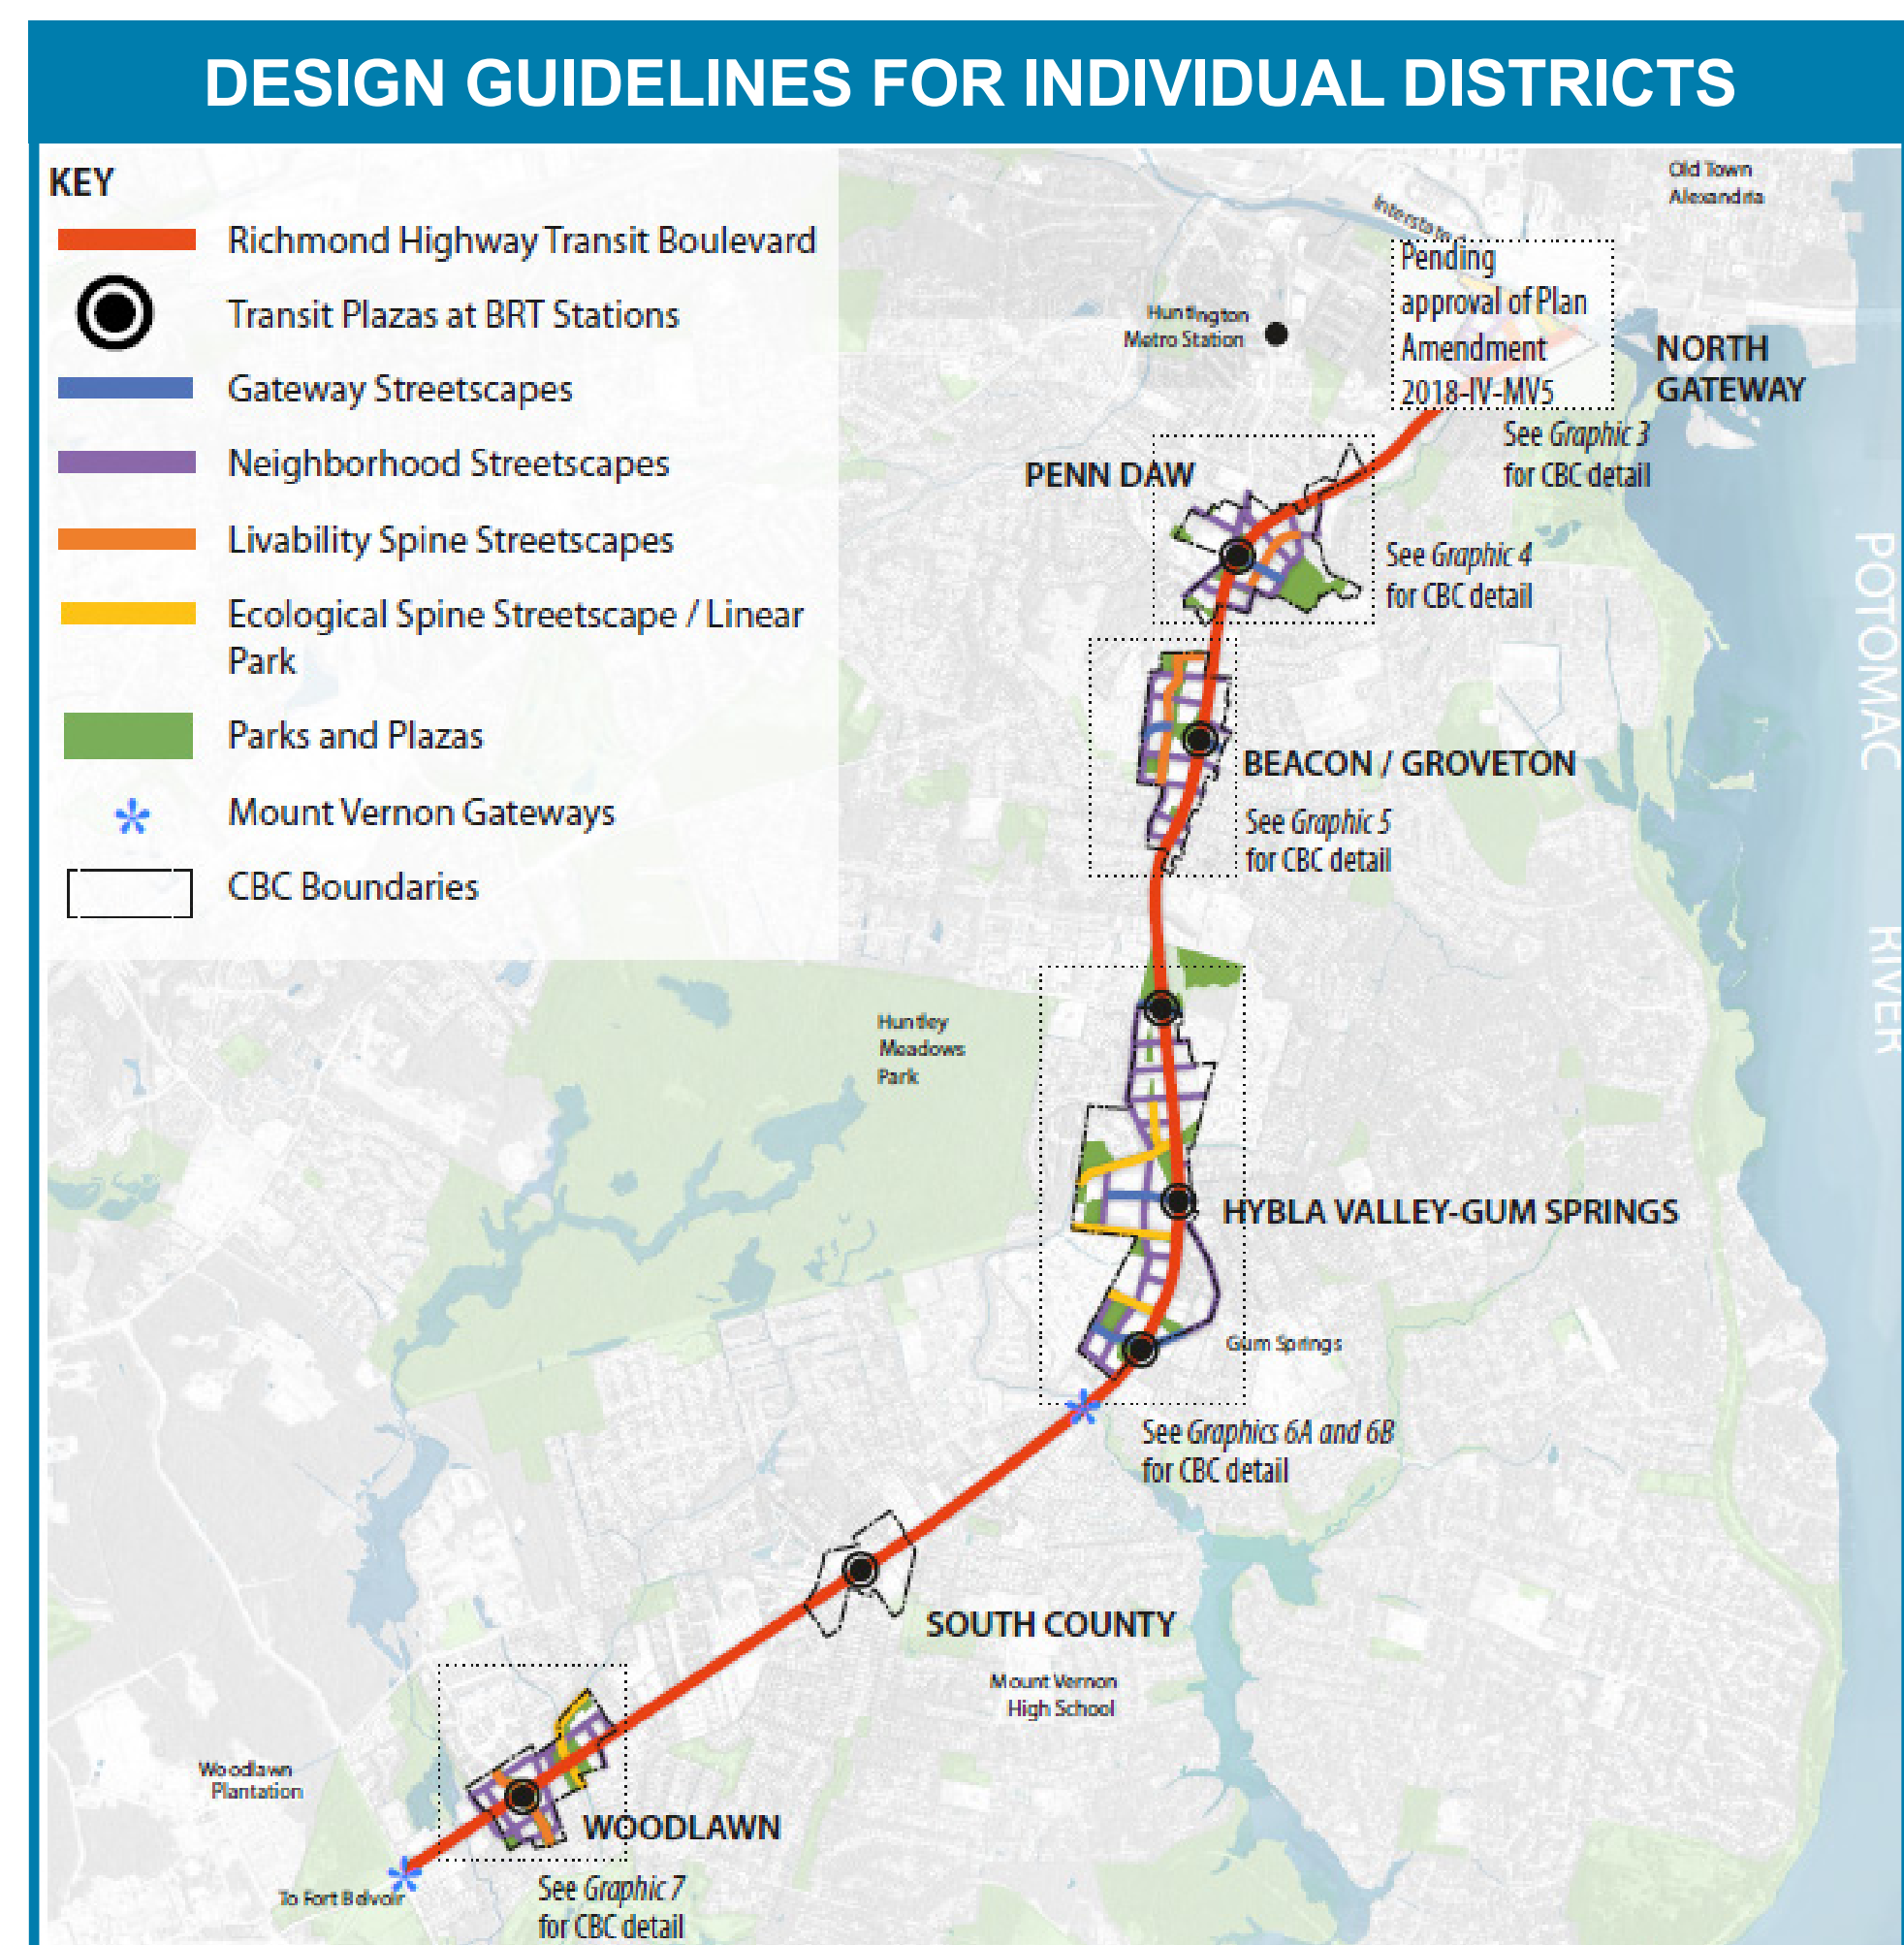 DESIGN GUIDELINES FOR INDIVIDUAL DISTRICTS
KEY
Richmond Highway Transit Boulevard
Transit Plazas at BRT Stations
Gateway Streetscapes
Neighborhood Streetscapes
Livability Spine Streetscapes
Ecological Spine Streetscape / Linear
Park
Parks and Plazas
Mount Vernon Gateways
CBC Boundaries
Old Town
Alexandria
Pending
approval of Plan
Amendment
2018-IV-MV5
Huntington
Metro Station
NORTH
GATEWAY
See Graphic 3
for CBC detail
PENN DAW
See Graphic 4
for CBC detail
POTOMAC
RIVER
BEACON / GROVETON
See Graphic 5
for CBC detail
Huntley
Meadows
Park
HYBLA VALLEY-GUM SPRINGS
Gum Springs
See Graphics 6A and 6B
for CBC detail
SOUTH COUNTY
Mount Vernon
High School
Woodlawn
Plantation
WOODLAWN
To Fort Belvoir
See Graphic 7
for CBC detail